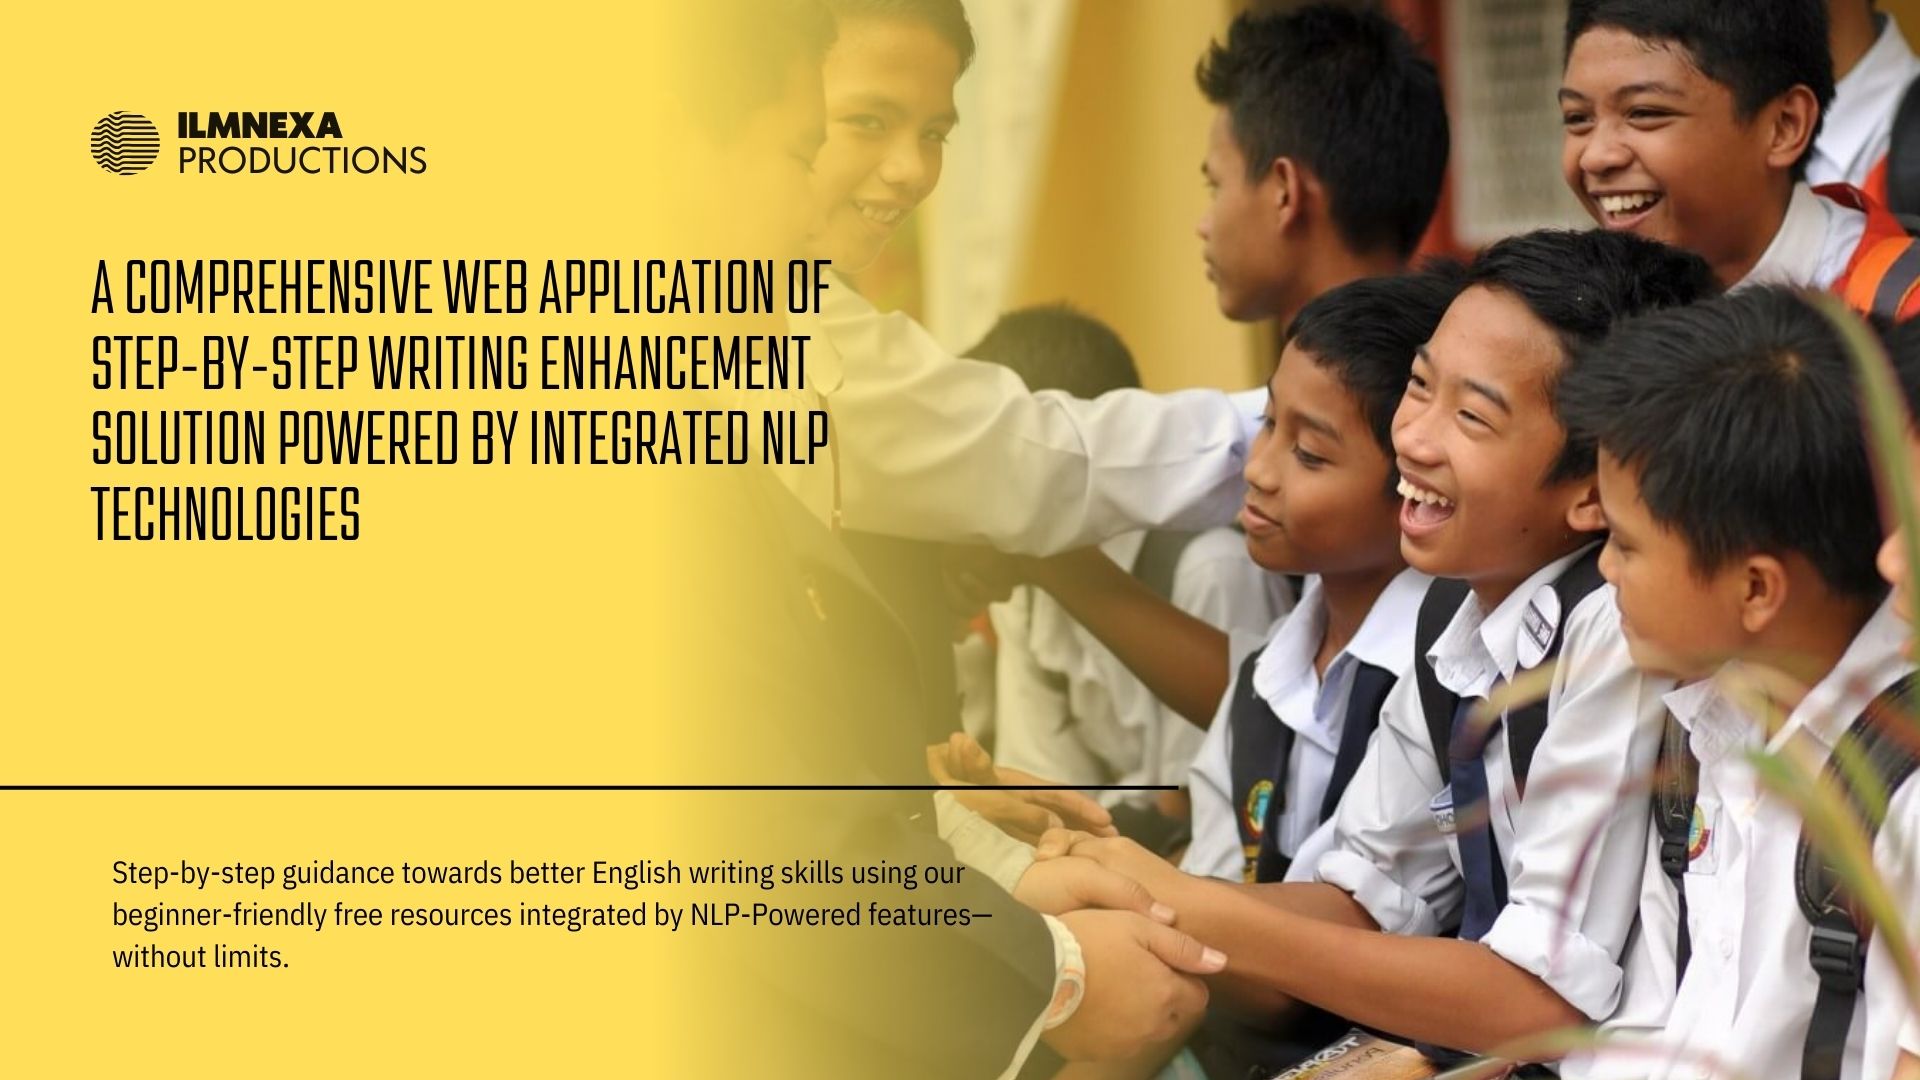 ILMNEXA
PRODUCTIONS
A COMPREHENSIVE WEB APPLICATION OF
STEP-BY-STEP WRITING ENHANCEMENT
SOLUTION POWERED BY INTEGRATED NLP
TECHNOLOGIES
Step-by-step guidance towards better English writing skills using our
beginner-friendly free resources integrated by NLP-Powered features—
without limits.